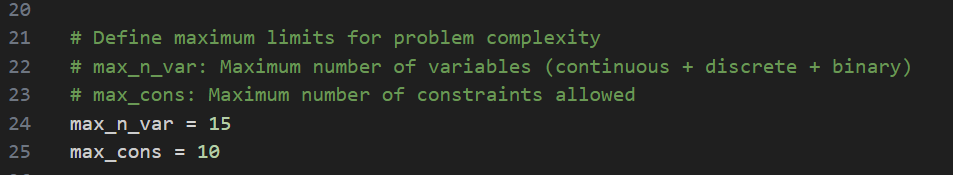 20
21 # Define maximum limits for problem complexity
22 # max_n_var: Maximum number of variables (continuous + discrete + binary)
23 # max_cons: Maximum number of constraints allowed
24 max_n_var = 15
25 max_cons = 10